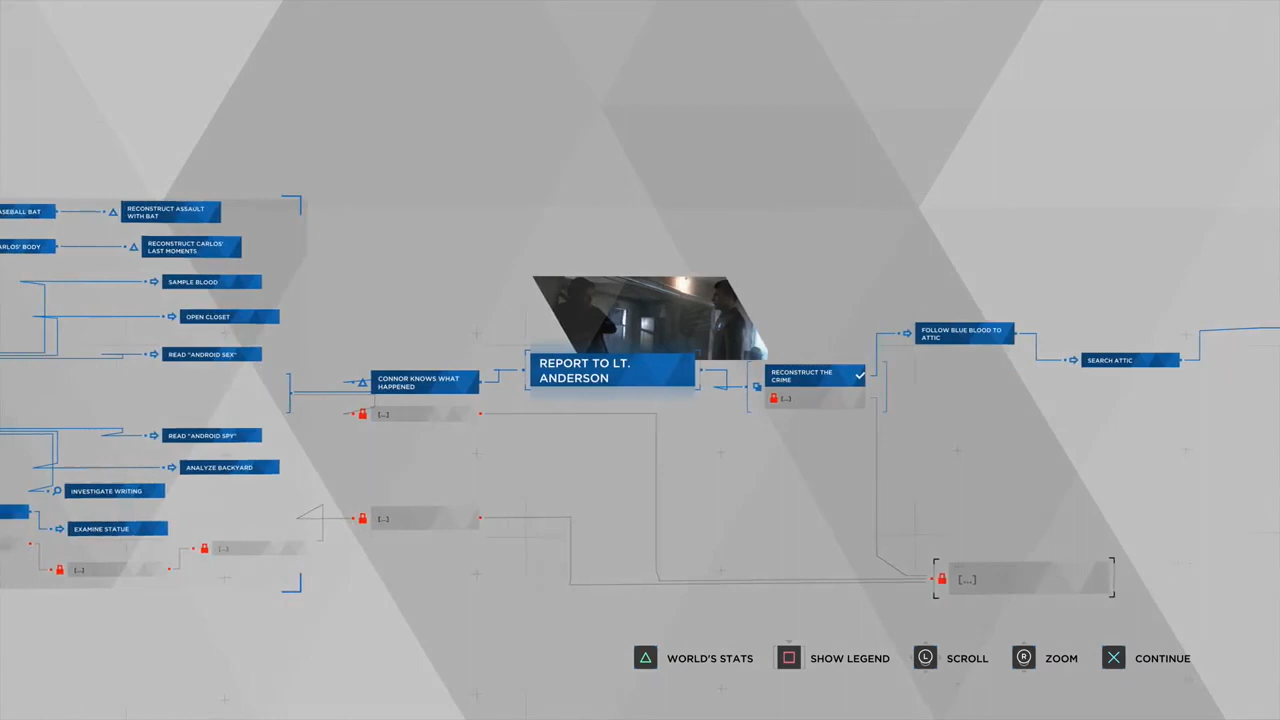 ASEBALL BAT
RECONSTRUCT ASSAULT
WITH BAT
ARLOS' BODY
RECONSTRUCT CARLOS'
LAST MOMENTS
SAMPLE BLOOD
OPEN CLOSET
READ "ANDROID SEX"
READ "ANDROID SPY"
ANALYZE BACKYARD
INVESTIGATE WRITING
EXAMINE STATUE
[...]
[...]
CONNOR KNOWS WHAT
HAPPENED
[...]
[...]
REPORT TO LT.
ANDERSON
RECONSTRUCT THE
CRIME
[...]
FOLLOW BLUE BLOOD TO
ATTIC
SEARCH ATTIC
[...]
WORLD'S STATS
SHOW LEGEND
L
SCROLL
R
ZOOM
CONTINUE